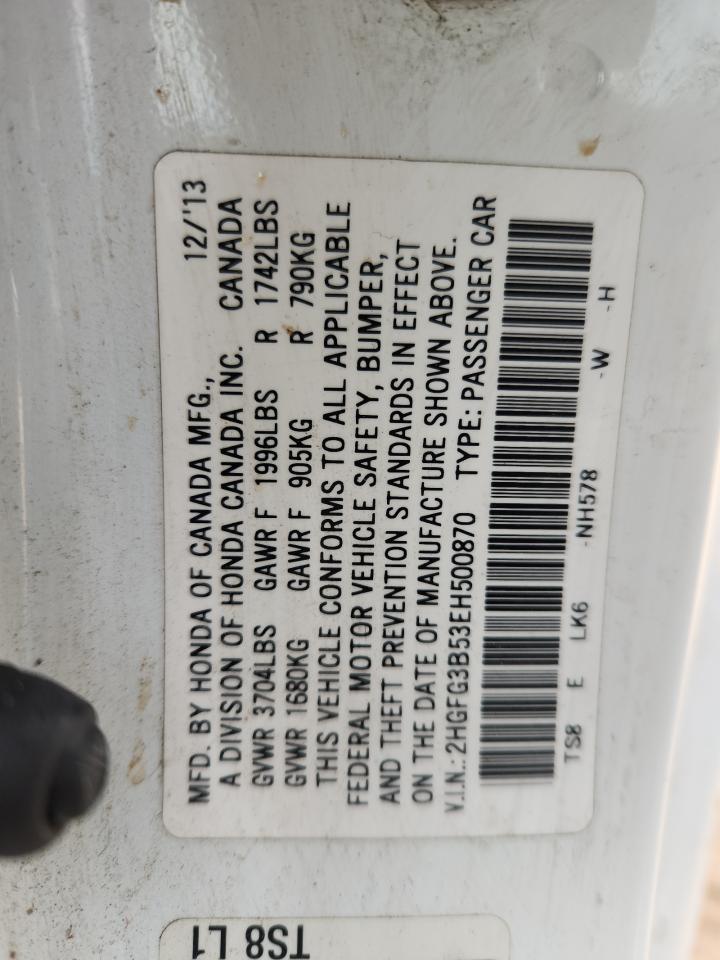 MFD. BY HONDA OF CANADA MFG., 12/'13
A DIVISION OF HONDA CANADA INC. CANADA
GVWR 3704LBS GAWR F 1996LBS R 1742LBS
GVWR 1680KG GAWR F 905KG R 790KG
THIS VEHICLE CONFORMS TO ALL APPLICABLE
FEDERAL MOTOR VEHICLE SAFETY, BUMPER,
AND THEFT PREVENTION STANDARDS IN EFFECT
ON THE DATE OF MANUFACTURE SHOWN ABOVE.
V.I.N.: 2HGFG3B53EH500870 TYPE: PASSENGER CAR
TS8 E LK6 -NH578 -W -H
TS8 L1